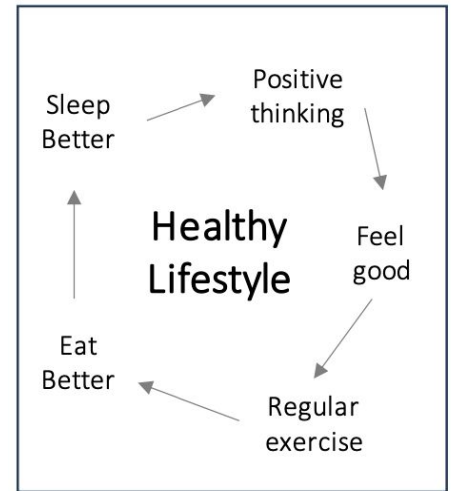 Positive
thinking
Sleep
Better
Healthy
Lifestyle
Feel
good
Eat
Better
Regular
exercise